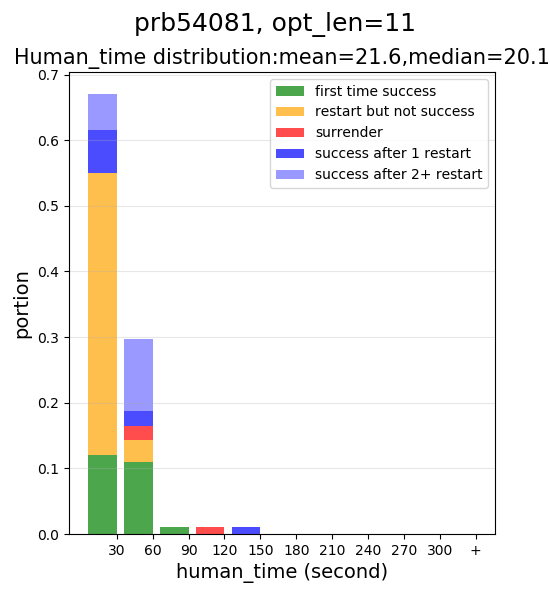 prb54081, opt_len=11
Human_time distribution:mean=21.6,median=20.1
0.7
0.6
0.5
0.4
0.3
0.2
0.1
0.0
portion
first time success
restart but not success
surrender
success after 1 restart
success after 2+ restart
30 60 90 120 150 180 210 240 270 300 +
human_time (second)